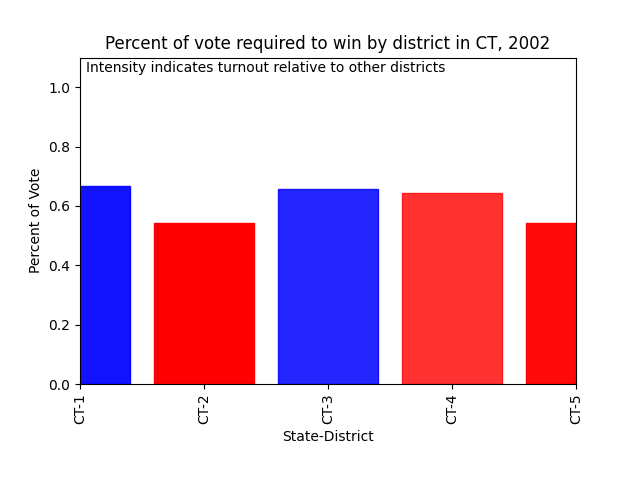 Percent of vote required to win by district in CT, 2002
Intensity indicates turnout relative to other districts
1.0
0.8
0.6
0.4
0.2
0.0
Percent of Vote
CT-1
CT-2
CT-3
CT-4
CT-5
State-District